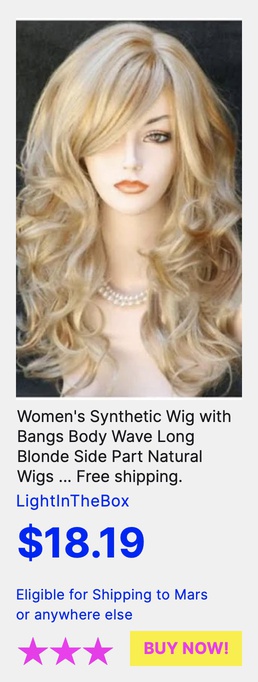 Women's Synthetic Wig with
Bangs Body Wave Long
Blonde Side Part Natural
Wigs ... Free shipping.
LightInTheBox
$18.19
Eligible for Shipping to Mars
or anywhere else
BUY NOW!